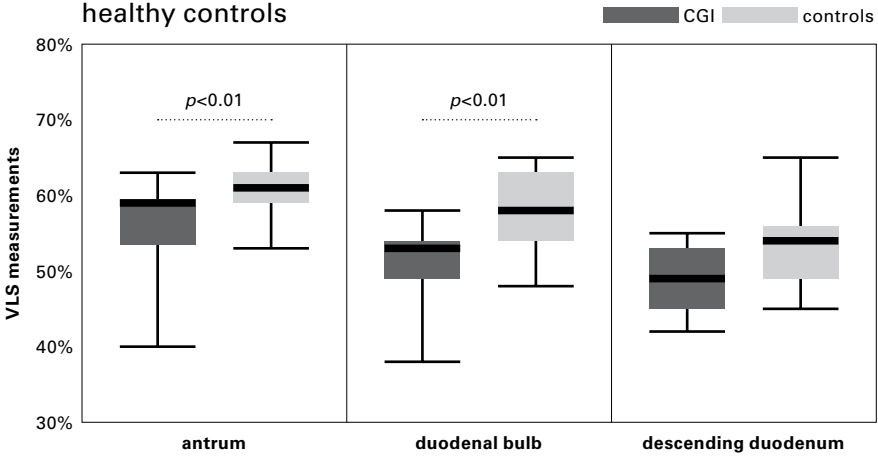 healthy controls
CGI controls
80%
p<0.01 p<0.01
70%
60%
50%
40%
30%
VLS measurements
antrum duodenal bulb descending duodenum